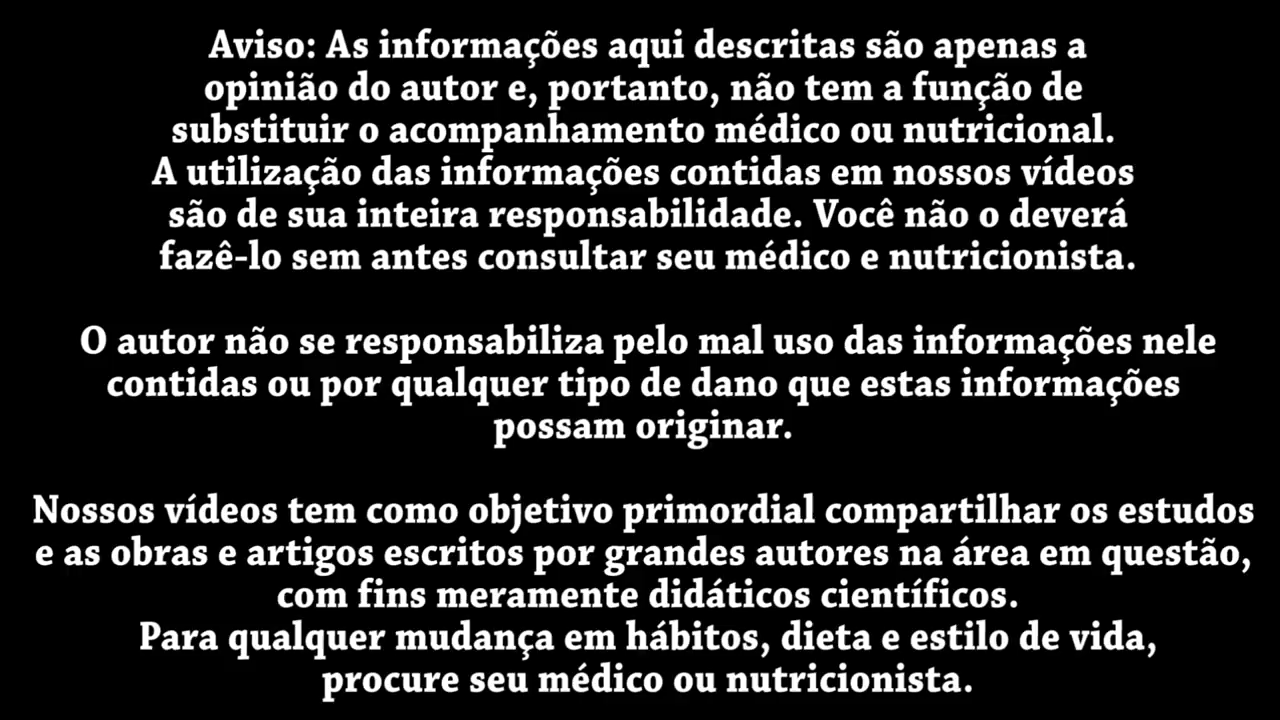 Aviso: As informações aqui descritas são apenas a
opinião do autor e, portanto, não tem a função de
substituir o acompanhamento médico ou nutricional.
A utilização das informações contidas em nossos vídeos
são de sua inteira responsabilidade. Você não o deverá
fazê-lo sem antes consultar seu médico e nutricionista.
O autor não se responsabiliza pelo mal uso das informações nele
contidas ou por qualquer tipo de dano que estas informações
possam originar.
Nossos vídeos tem como objetivo primordial compartilhar os estudos
e as obras e artigos escritos por grandes autores na área em questão,
com fins meramente didáticos científicos.
Para qualquer mudança em hábitos, dieta e estilo de vida,
procure seu médico ou nutricionista.